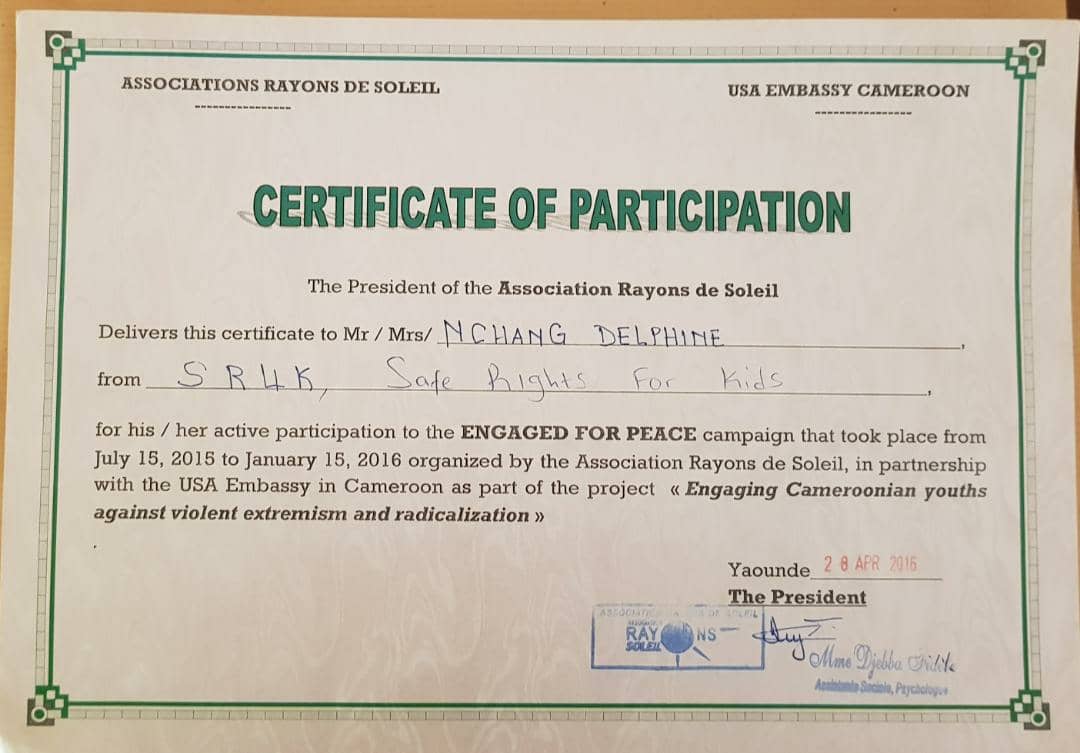 ASSOCIATIONS RAYONS DE SOLEIL
----------------
USA EMBASSY CAMEROON
----------------
CERTIFICATE OF PARTICIPATION
The President of the Association Rayons de Soleil
Delivers this certificate to Mr / Mrs/ NCHANG DELPHINE,
from SR4K, Safe Rights For Kids,
for his / her active participation to the ENGAGED FOR PEACE campaign that took place from
July 15, 2015 to January 15, 2016 organized by the Association Rayons de Soleil, in partnership
with the USA Embassy in Cameroon as part of the project « Engaging Cameroonian youths
against violent extremism and radicalization »
.
Yaounde 28 APR 2016
The President
RAY NS
SOLEIL
Mme Djebba Fidèle
Assistante Sociale, Psychologue